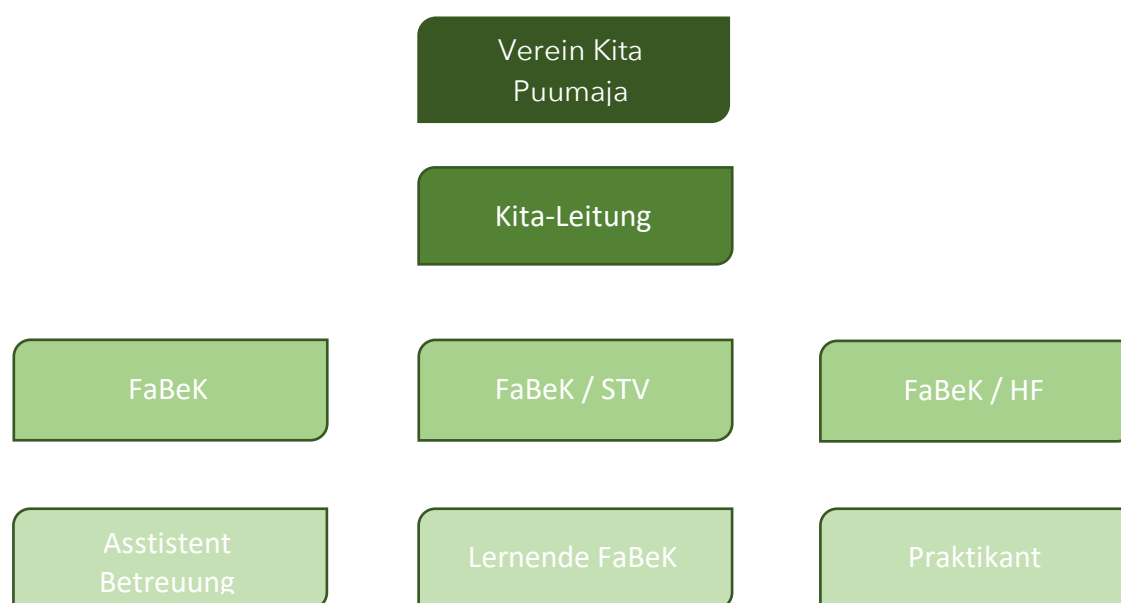 Verein Kita
Puumaja
Kita-Leitung
FaBeK
FaBeK / STV
FaBeK / HF
Asstistent
Betreuung
Lernende FaBeK
Praktikant